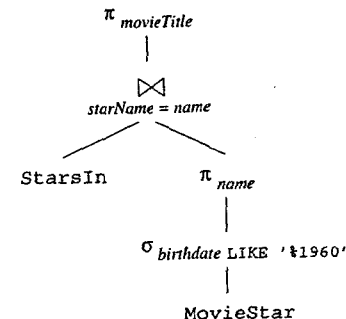 π movieTitle
⋈
starName = name
StarsIn
π name
σ birthdate LIKE '%1960'
MovieStar